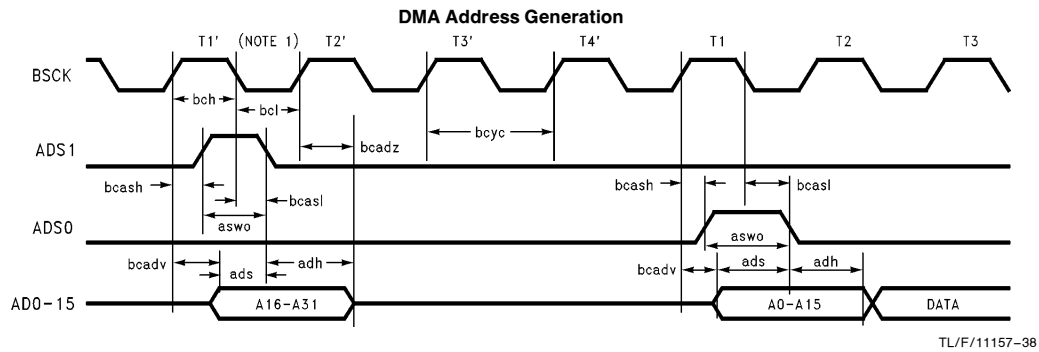 DMA Address Generation
T1' (NOTE 1) T2' T3' T4' T1 T2 T3
BSCK
bch bcl bcadz bcyc
ADS1
bcash bcasl bcash bcasl
aswo
ADS0
aswo
bcadv ads adh bcadv ads adh
AD0-15 A16-A31 A0-A15 DATA
TL/F/11157-38